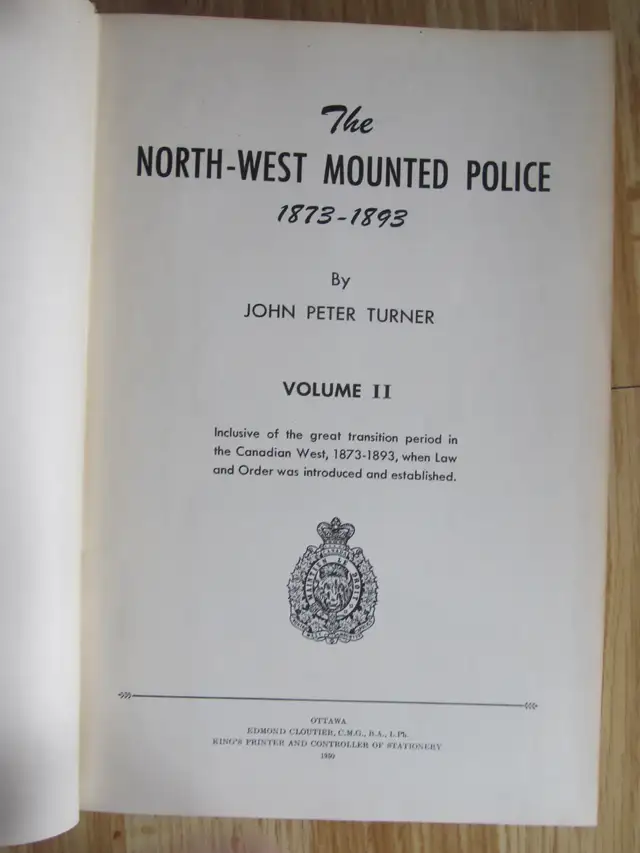 The
NORTH-WEST MOUNTED POLICE
1873-1893
By
JOHN PETER TURNER
VOLUME II
Inclusive of the great transition period in
the Canadian West, 1873-1893, when Law
and Order was introduced and established.
OTTAWA
EDMOND CLOUTIER, C.M.G., B.A., L.Ph.
KING'S PRINTER AND CONTROLLER OF STATIONERY
1950